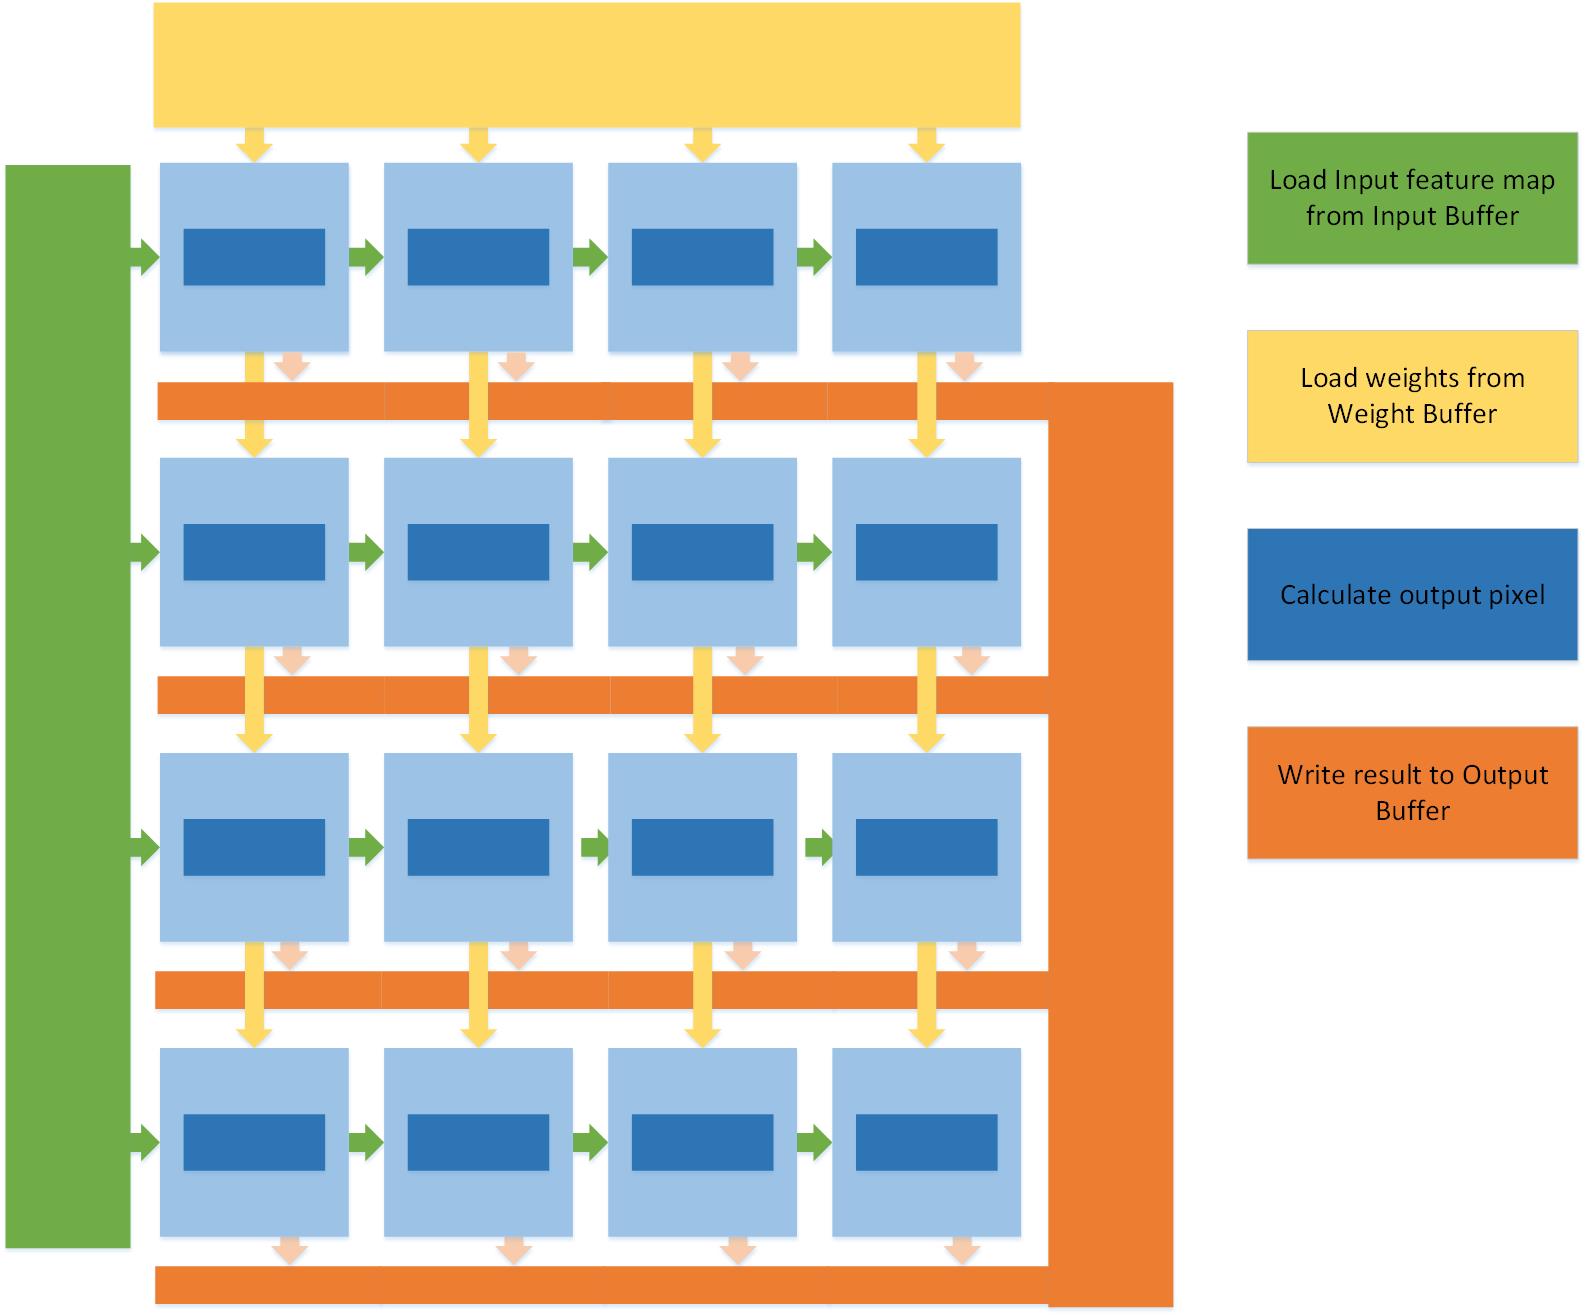 Load Input feature map
from Input Buffer
Load weights from
Weight Buffer
Calculate output pixel
Write result to Output
Buffer